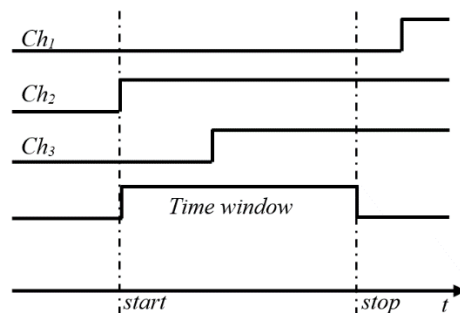 Ch₁
Ch₂
Ch₃
Time window
start stop t